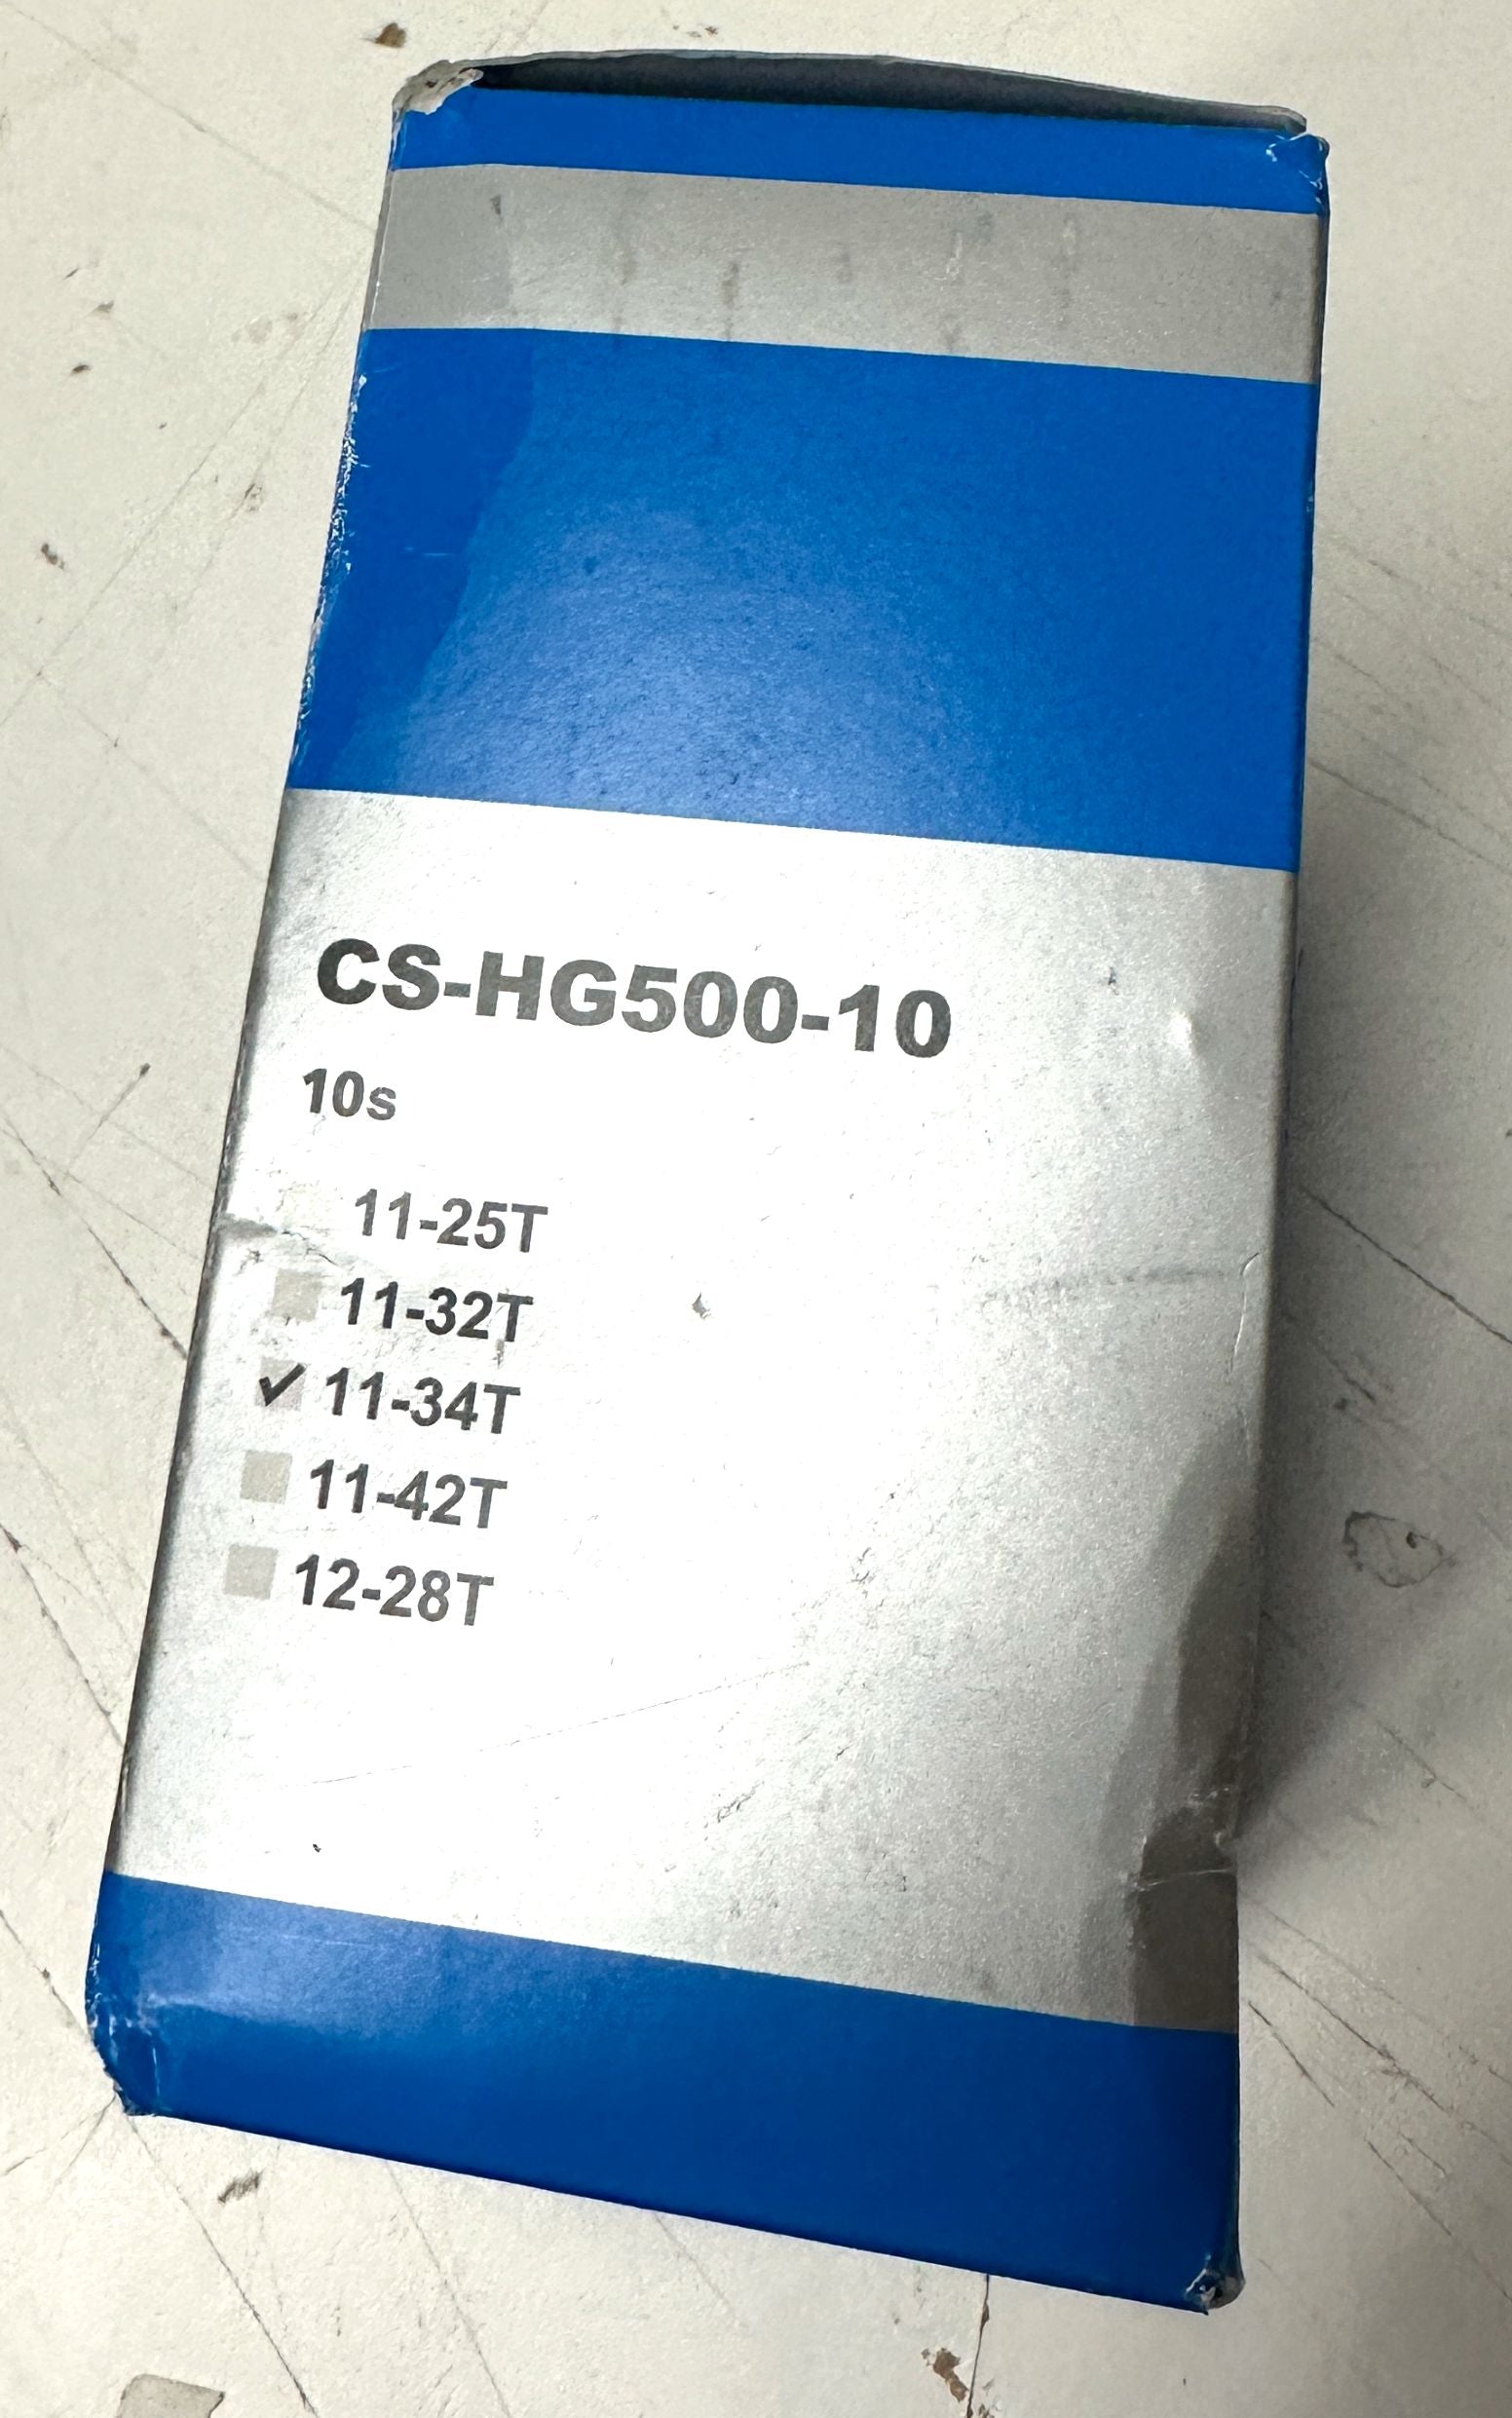 CS-HG500-10
10s
11-25T
11-32T
✓ 11-34T
11-42T
12-28T